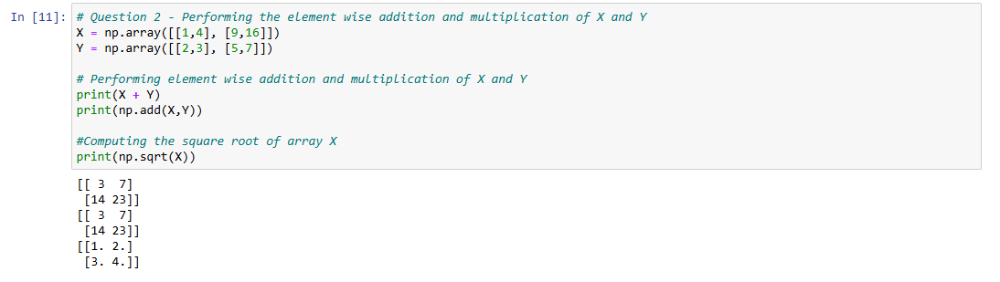 In [11]: # Question 2 - Performing the element wise addition and multiplication of X and Y
X = np.array([[1,4], [9,16]])
Y = np.array([[2,3], [5,7]])
# Performing element wise addition and multiplication of X and Y
print(X + Y)
print(np.add(X,Y))
#Computing the square root of array X
print(np.sqrt(X))
[[ 3  7]
 [14 23]]
[[ 3  7]
 [14 23]]
[[1. 2.]
 [3. 4.]]